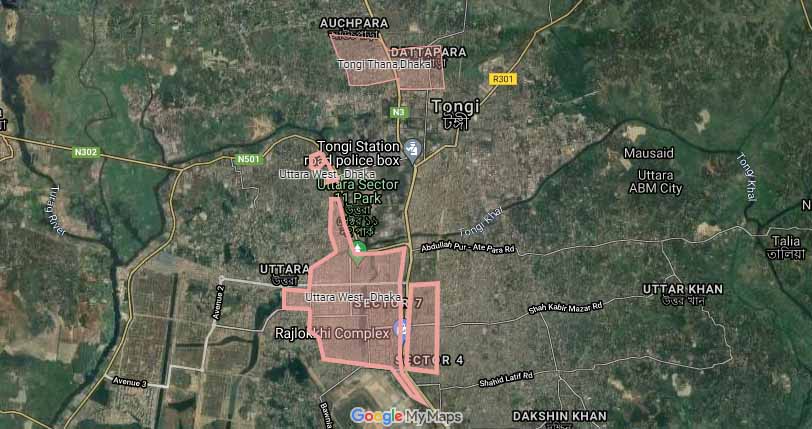 AUCHPARA
আউচপাড়া
DATTAPARA
Tongi Thana Dhaka
R301
N3
Tongi
টঙ্গী
N302
N501
Tongi Station
road police box
Mausaid
Uttara West , Dhaka
Uttara Sector
11 Park
উত্তরা
Uttara
ABM City
Tongi Khal
Turag River
Tongi Khal
Abdullah Pur - Ate Para Rd
Talia
তালিয়া
UTTARA
উত্তরা
Avenue 2
Uttara West , Dhaka
SECTOR 7
UTTAR KHAN
উত্তর খান
Shah Kabir Mazar Rd
Rajlokkhi Complex
SECTOR 4
Avenue 3
Shahid Latif Rd
Google My Maps
DAKSHIN KHAN